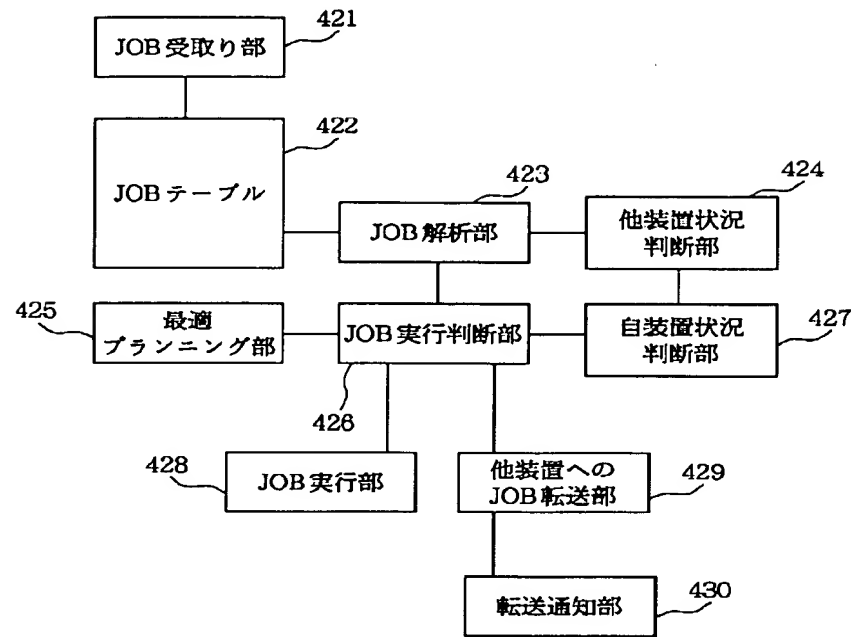 JOB受取り部
421
JOBテーブル
422
JOB解析部
423
他装置状況
判断部
424
最適
プランニング部
425
JOB実行判断部
426
自装置状況
判断部
427
JOB実行部
428
他装置への
JOB転送部
429
転送通知部
430